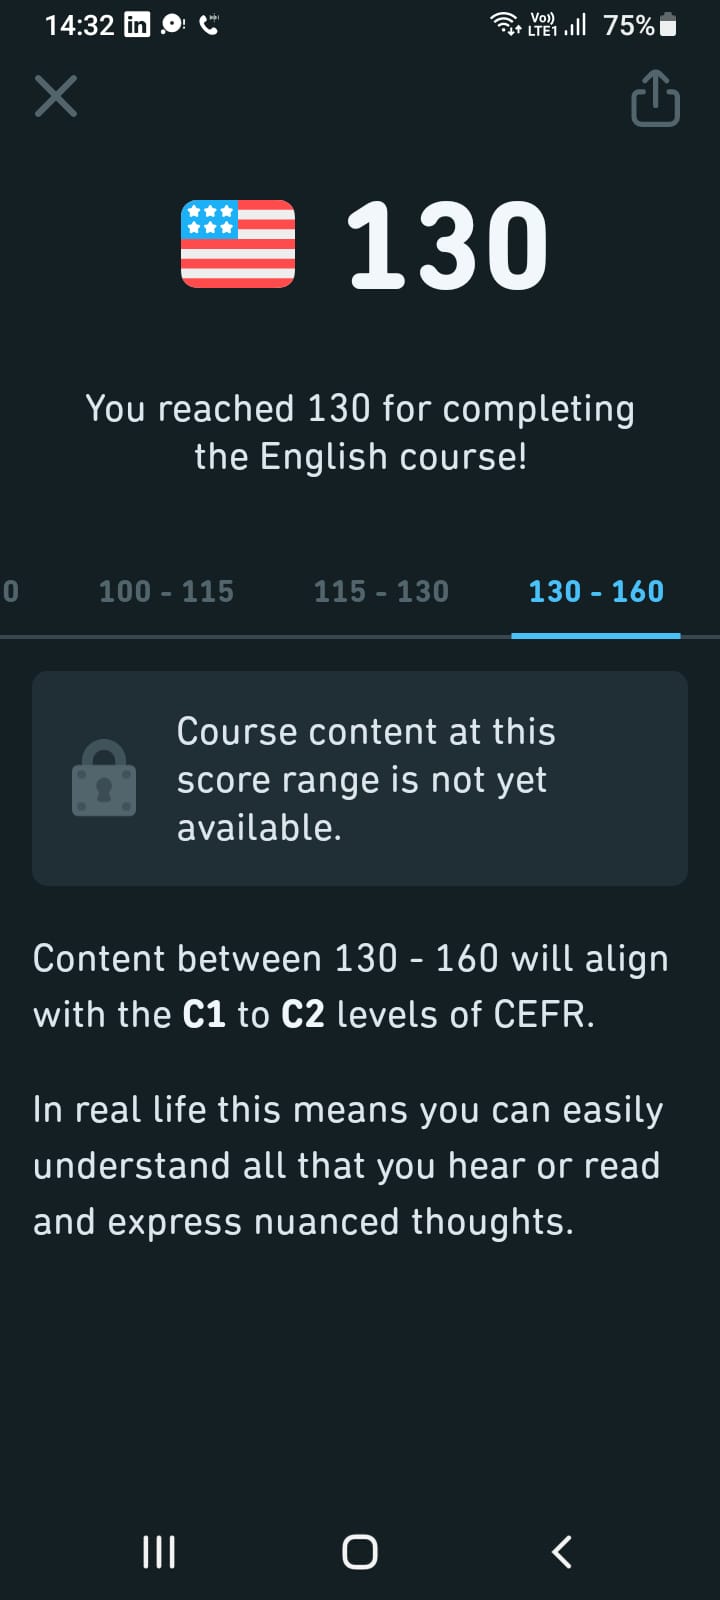 14:32
Vo))
LTE1
75%
130
You reached 130 for completing
the English course!
0 100 - 115 115 - 130 130 - 160
Course content at this
score range is not yet
available.
Content between 130 - 160 will align
with the C1 to C2 levels of CEFR.
In real life this means you can easily
understand all that you hear or read
and express nuanced thoughts.